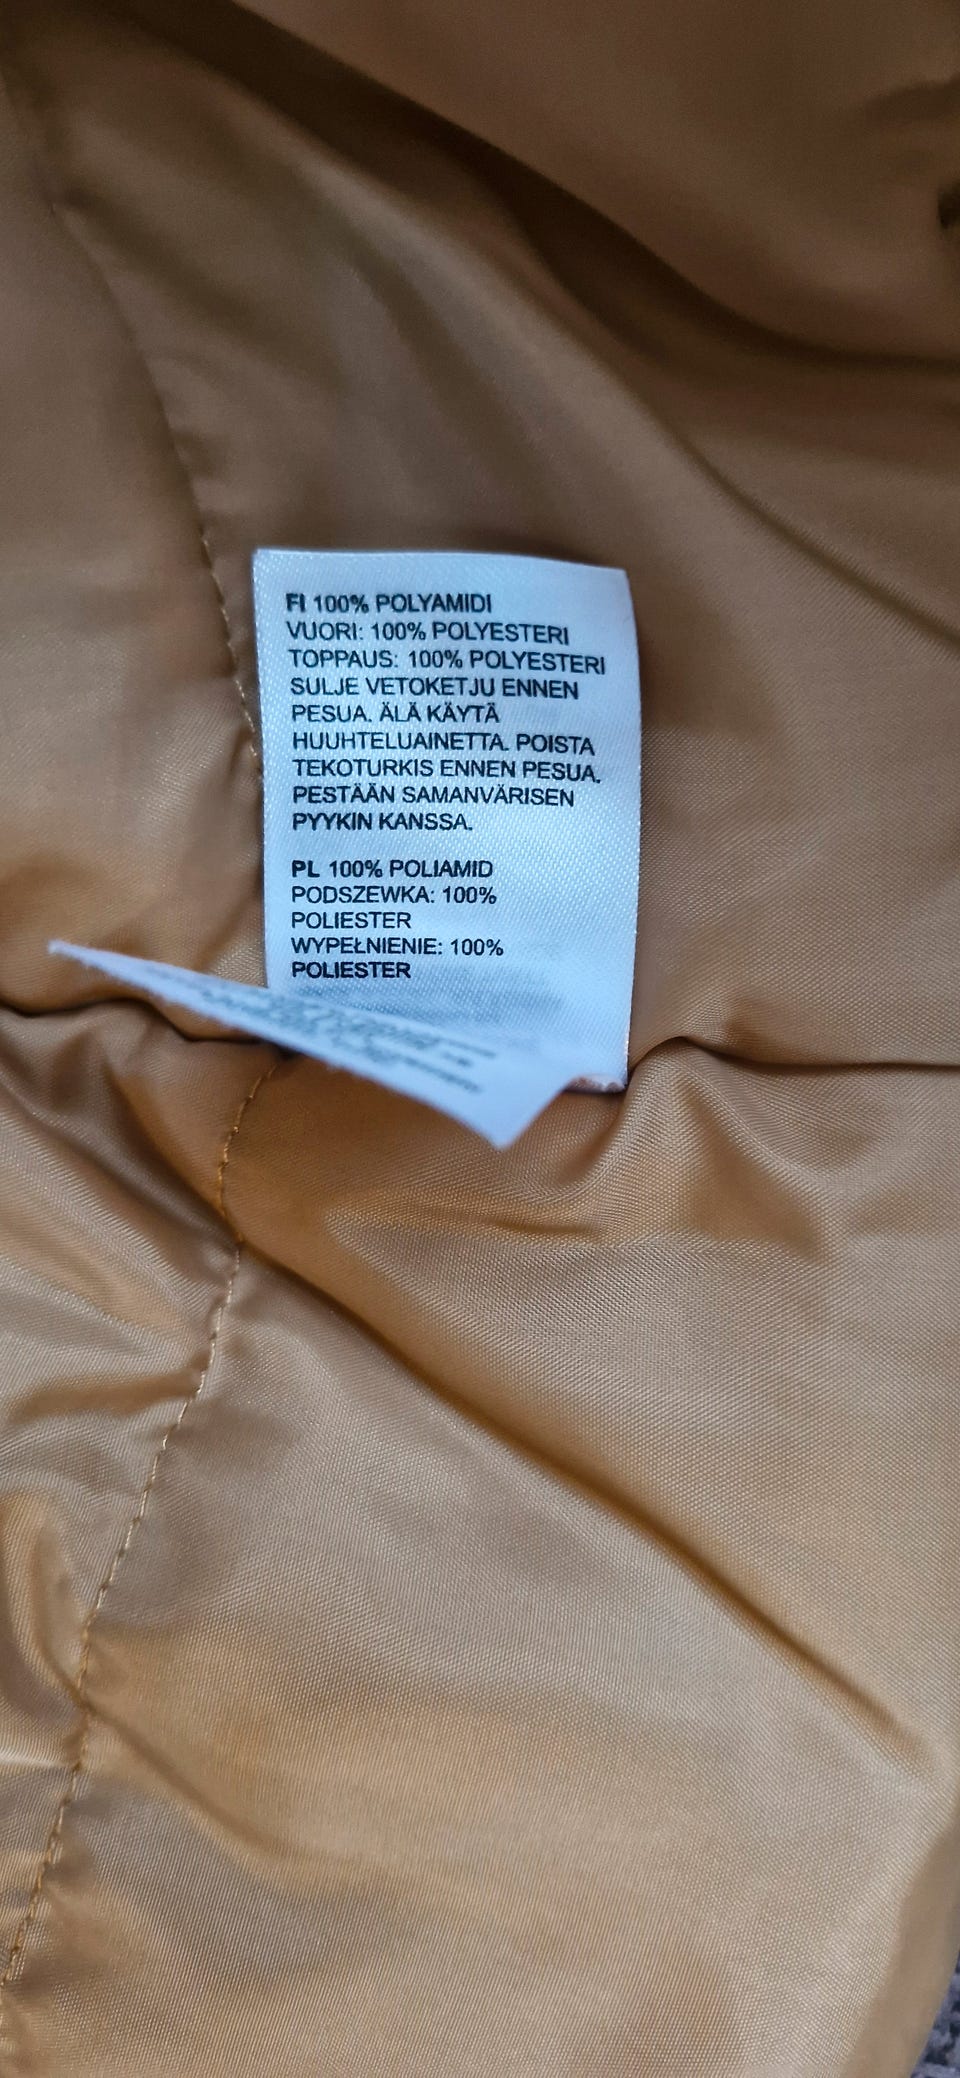 FI 100% POLYAMIDI
VUORI: 100% POLYESTERI
TOPPAUS: 100% POLYESTERI
SULJE VETOKETJU ENNEN
PESUA. ÄLÄ KÄYTÄ
HUUHTELUAINETTA. POISTA
TEKOTURKIS ENNEN PESUA.
PESTÄÄN SAMANVÄRISEN
PYYKIN KANSSA.
PL 100% POLIAMID
PODSZEWKA: 100%
POLIESTER
WYPEŁNIENIE: 100%
POLIESTER